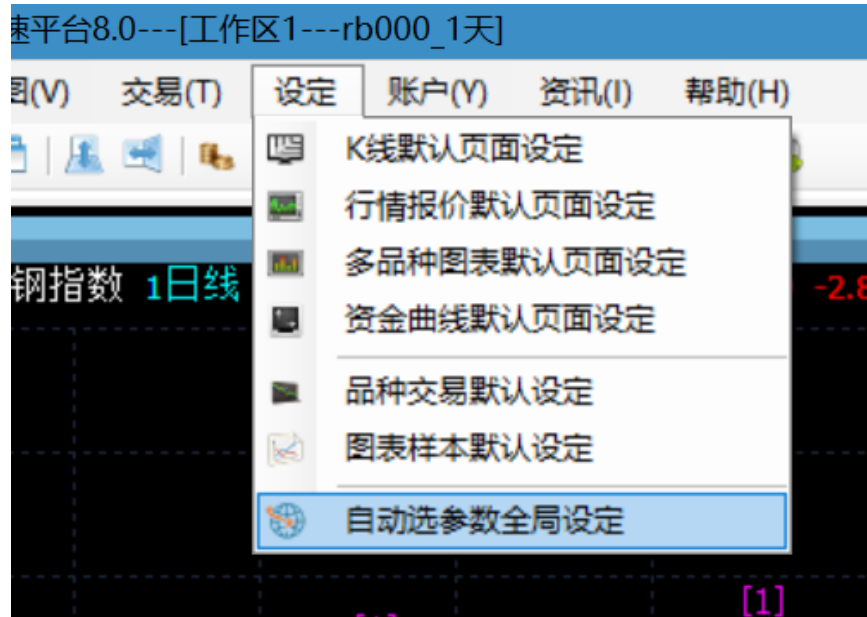 速平台8.0---[工作区1---rb000_1天]
图(V) 交易(T) 设定 账户(Y) 资讯(I) 帮助(H)
K线默认页面设定
行情报价默认页面设定
多品种图表默认页面设定
钢指数 1日线 -2.8
资金曲线默认页面设定
品种交易默认设定
图表样本默认设定
自动选参数全局设定
[1]